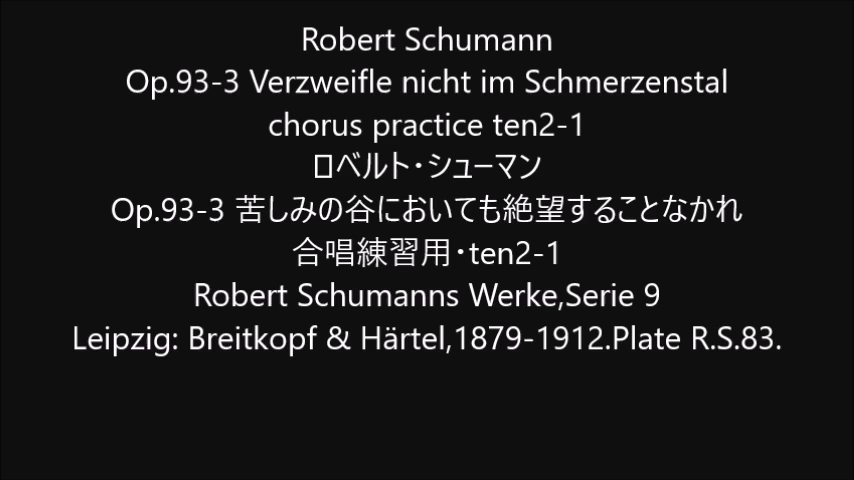 Robert Schumann
Op.93-3 Verzweifle nicht im Schmerzenstal
chorus practice ten2-1
ロベルト・シューマン
Op.93-3 苦しみの谷においても絶望することなかれ
合唱練習用・ten2-1
Robert Schumanns Werke,Serie 9
Leipzig: Breitkopf & Härtel,1879-1912.Plate R.S.83.